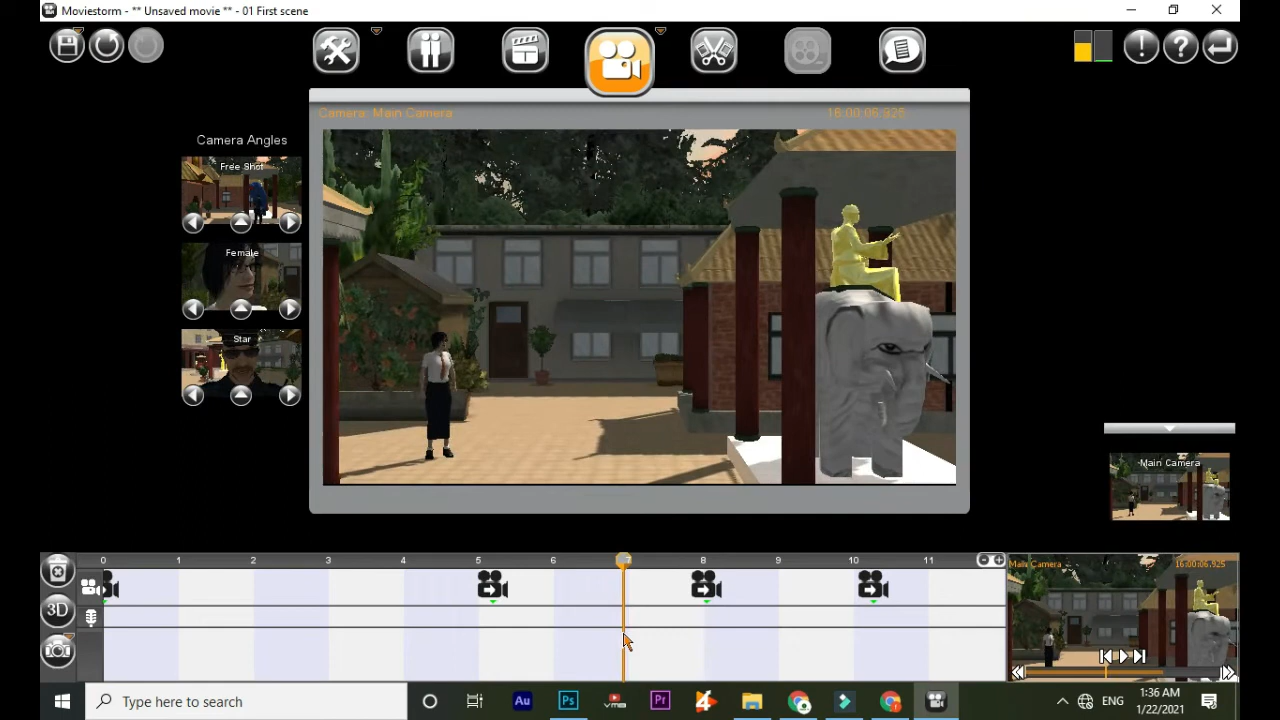 Moviestorm - ** Unsaved movie ** - 01 First scene
Camera: Main Camera
16:00:06.925
Camera Angles
Free Shot
Female
Star
Main Camera
0 1 2 3 4 5 6 7 8 9 10 11
Main Camera
16:00:06.925
3D
Type here to search
Au
Ps
Pr
ENG
1:36 AM
1/22/2021